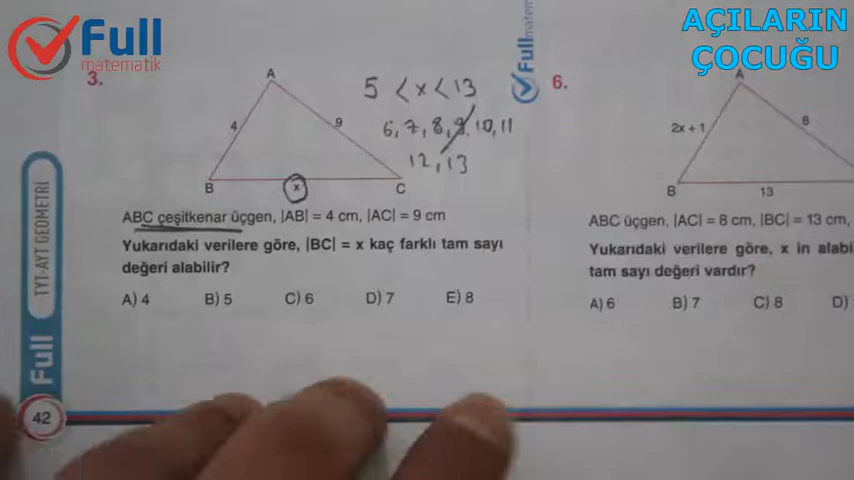 Full
matematik
AÇILARIN
ÇOCUĞU
Full matem
TYT-AYT GEOMETRİ
Full
42
3.
A
4
9
B
x
C
5 < x < 13
6, 7, 8, 9, 10, 11
12, 13
ABC çeşitkenar üçgen, |AB| = 4 cm, |AC| = 9 cm
Yukarıdaki verilere göre, |BC| = x kaç farklı tam sayı
değeri alabilir?
A) 4 B) 5 C) 6 D) 7 E) 8
6.
A
2x + 1
8
B
13
ABC üçgen, |AC| = 8 cm, |BC| = 13 cm,
Yukarıdaki verilere göre, x in alabi
tam sayı değeri vardır?
A) 6 B) 7 C) 8 D)